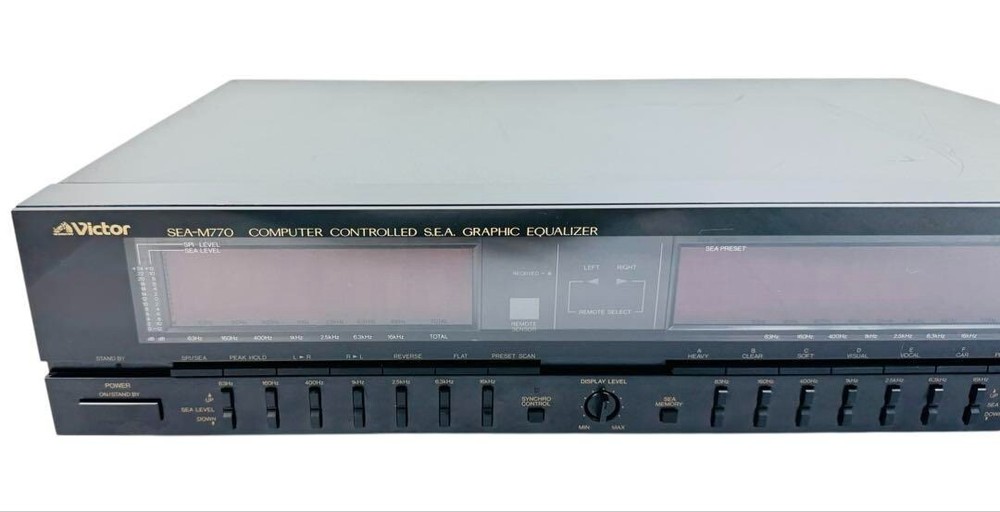 Victor
SEA-M770 COMPUTER CONTROLLED S.E.A. GRAPHIC EQUALIZER
SPI LEVEL
SEA LEVEL
SEA PRESET
LEFT RIGHT
REMOTE SELECT
REMOTE
SENSOR
63Hz 160Hz 400Hz 1kHz 2.5kHz 6.3kHz 16kHz TOTAL
63Hz 160Hz 400Hz 1kHz 2.5kHz 6.3kHz 16kHz
STAND BY
SPI/SEA PEAK HOLD L►R R►L REVERSE FLAT PRESET SCAN
A B C D E F
HEAVY CLEAR SOFT VISUAL VOCAL CAR
POWER
ON/STAND BY
63Hz 160Hz 400Hz 1kHz 2.5kHz 6.3kHz 16kHz
UP
SEA LEVEL
DOWN
SYNCHRO
CONTROL
DISPLAY LEVEL
MIN MAX
SEA
MEMORY
63Hz 160Hz 400Hz 1kHz 2.5kHz 6.3kHz 16kHz
UP
SEA
DOWN